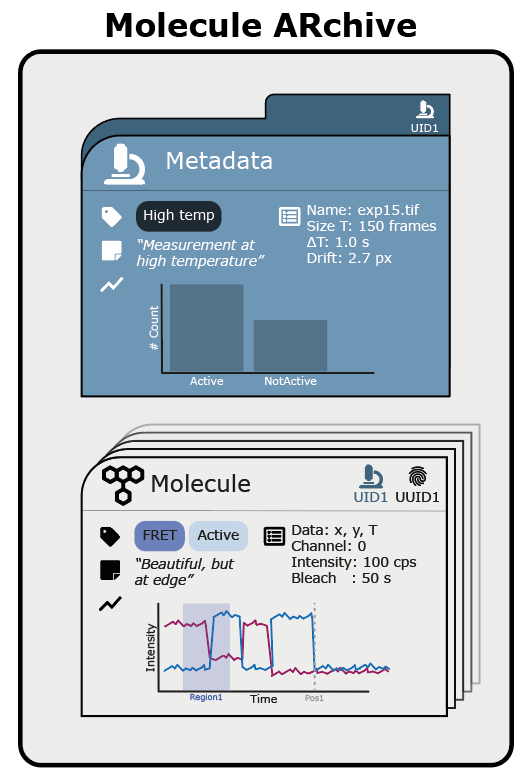 Molecule ARchive
UID1
Metadata
High temp
“Measurement at
high temperature”
Name: exp15.tif
Size T: 150 frames
ΔT: 1.0 s
Drift: 2.7 px
# Count
Active NotActive
Molecule
UID1 UUID1
FRET Active
“Beautiful, but
at edge”
Data: x, y, T
Channel: 0
Intensity: 100 cps
Bleach : 50 s
Intensity
Region1 Time Pos1